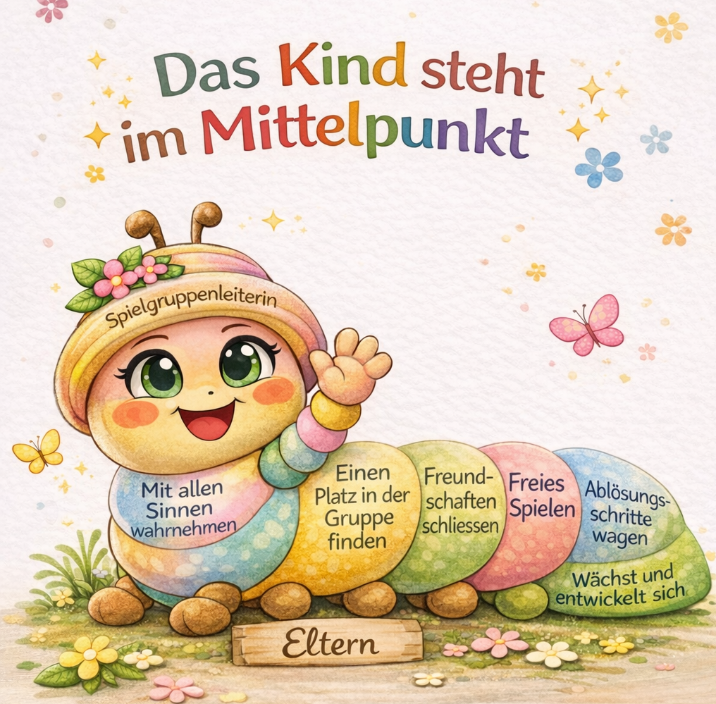 Das Kind steht
im Mittelpunkt
Spielgruppenleiterin
Mit allen
Sinnen
wahrnehmen
Einen
Platz in der
Gruppe
finden
Freund-
schaften
schliessen
Freies
Spielen
Ablösungs-
schritte
wagen
Wächst und
entwickelt sich
Eltern